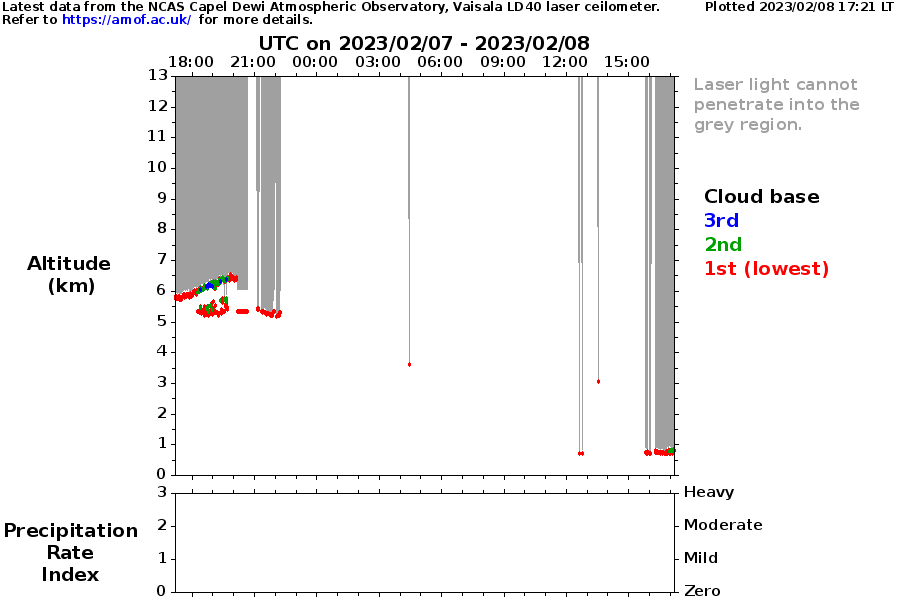 Latest data from the NCAS Capel Dewi Atmospheric Observatory, Vaisala LD40 laser ceilometer. Plotted 2023/02/08 17:21 LT
Refer to https://amof.ac.uk/ for more details.
UTC on 2023/02/07 - 2023/02/08
18:00 21:00 00:00 03:00 06:00 09:00 12:00 15:00
13
12
11
10
9
8
7
6
5
4
3
2
1
0
Altitude
(km)
Laser light cannot
penetrate into the
grey region.
Cloud base
3rd
2nd
1st (lowest)
3 Heavy
2 Moderate
1 Mild
0 Zero
Precipitation
Rate
Index